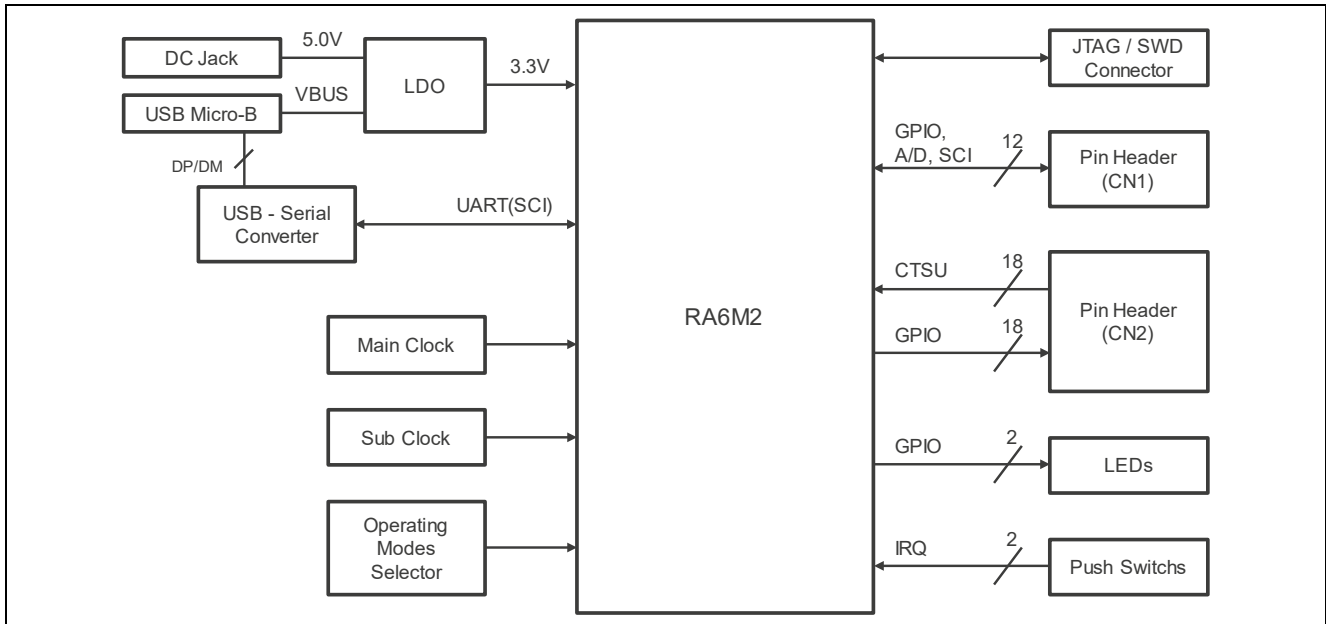 DC Jack
5.0V
LDO
3.3V
USB Micro-B
VBUS
DP/DM
USB - Serial
Converter
UART(SCI)
Main Clock
Sub Clock
Operating
Modes
Selector
RA6M2
JTAG / SWD
Connector
GPIO,
A/D, SCI
12
Pin Header
(CN1)
CTSU
18
GPIO
18
Pin Header
(CN2)
GPIO
2
LEDs
IRQ
2
Push Switchs